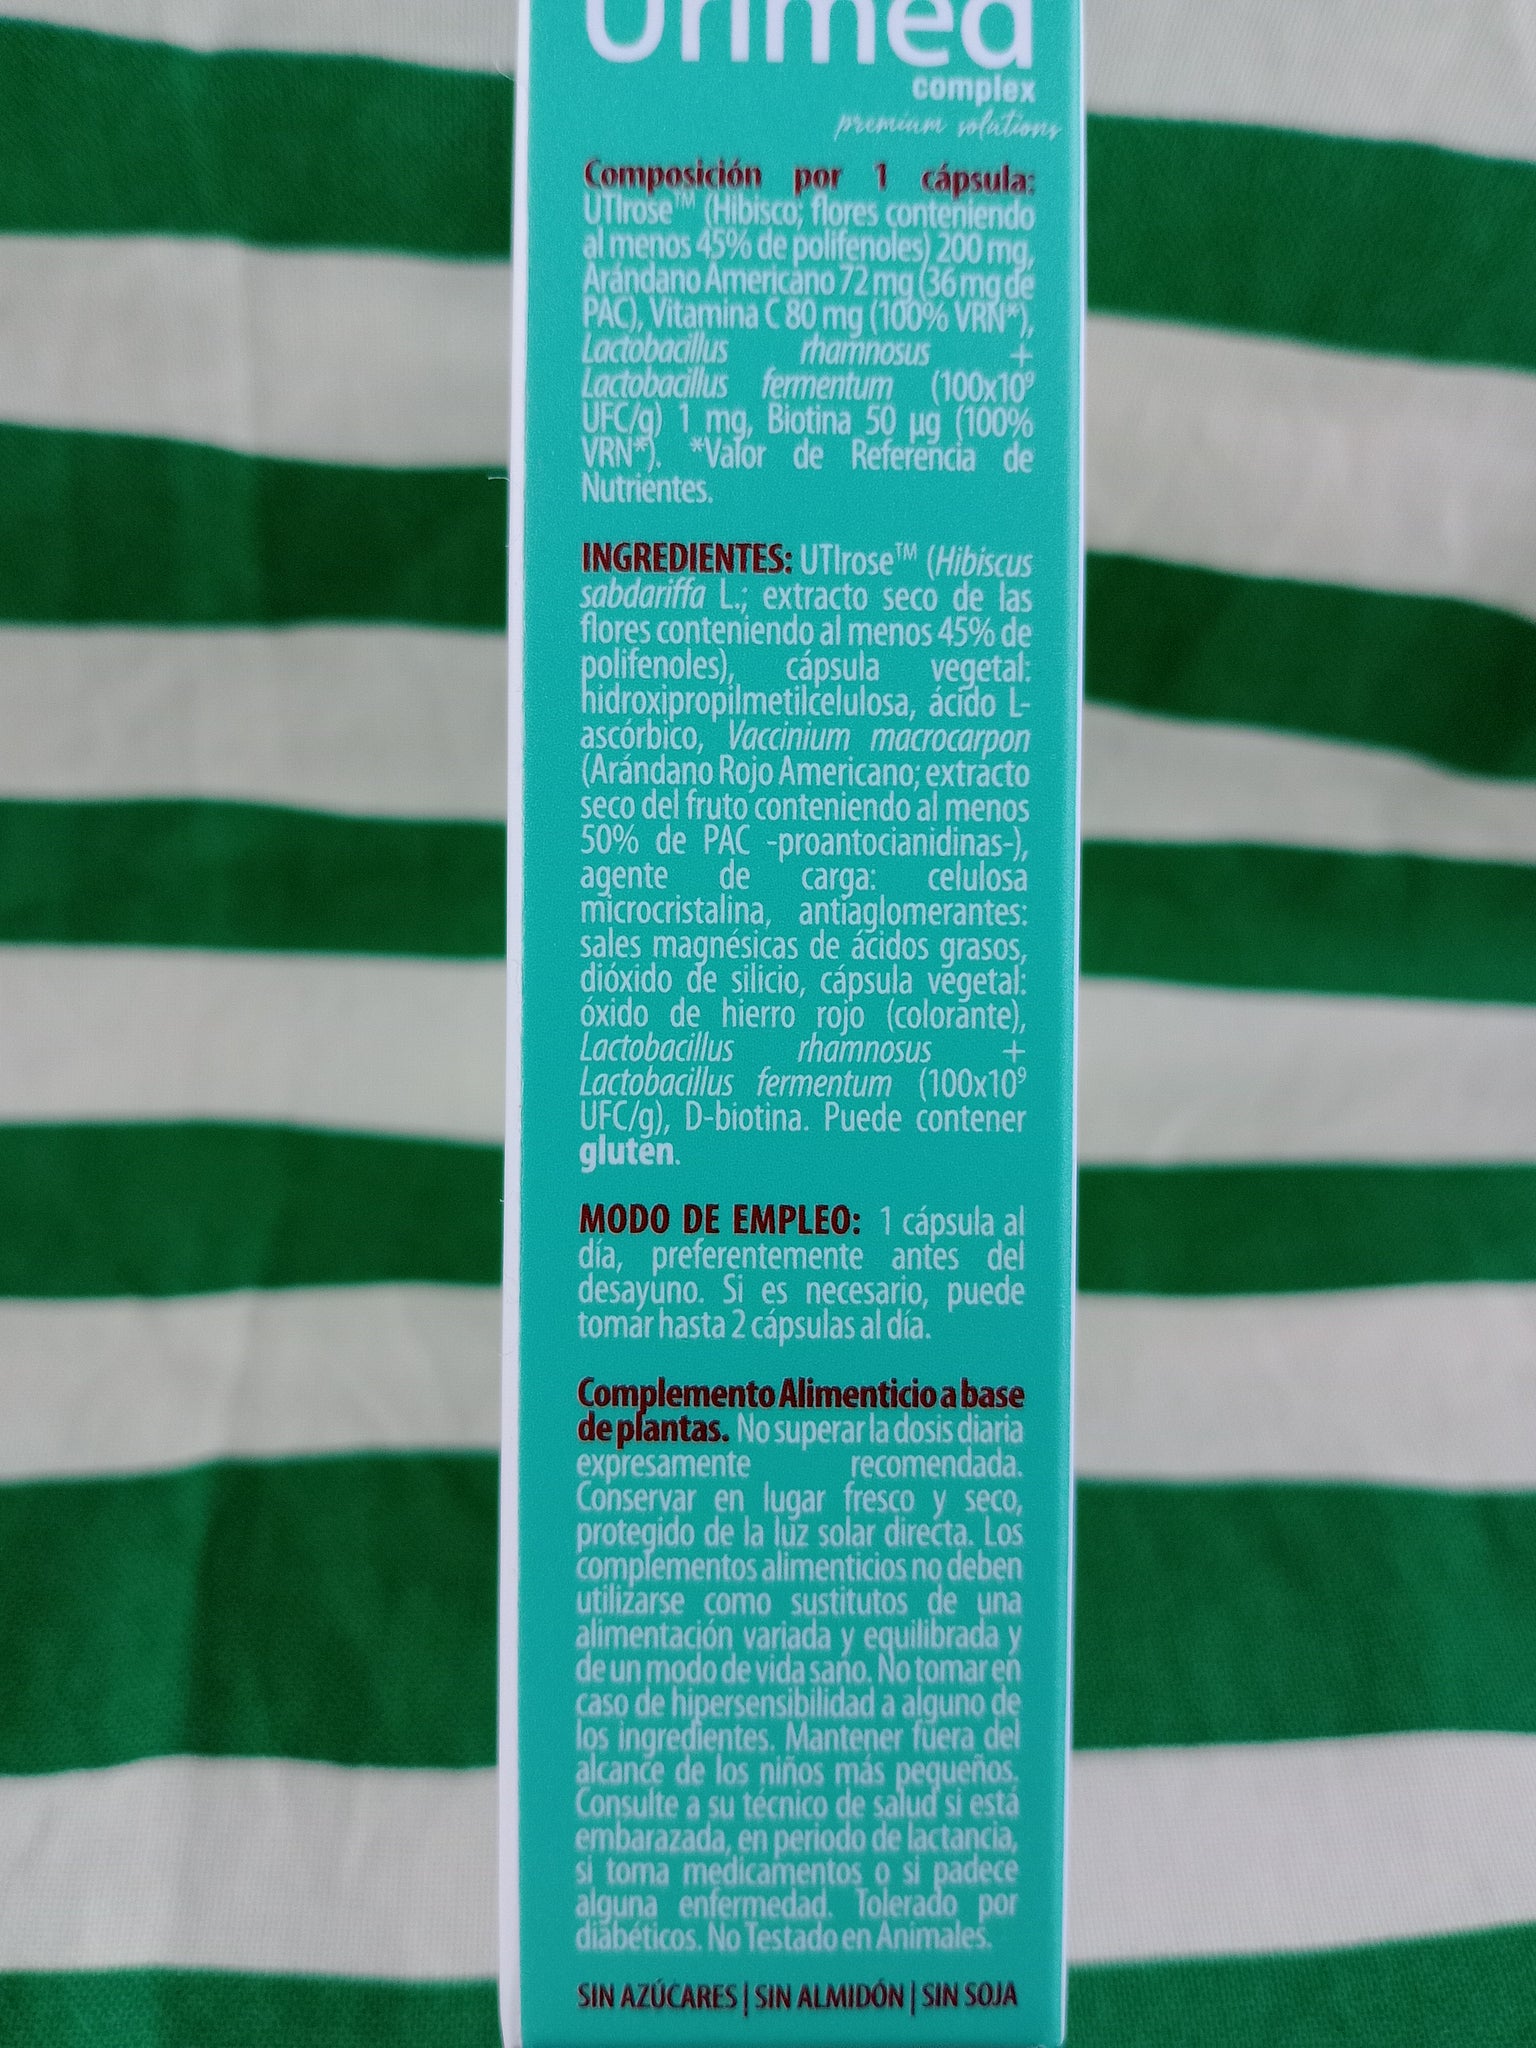 Urimed
complex
premium solutions
Composición por 1 cápsula:
UTIrose™ (Hibisco; flores conteniendo
al menos 45% de polifenoles) 200 mg,
Arándano Americano 72 mg (36 mg de
PAC), Vitamina C 80 mg (100% VRN*),
Lactobacillus rhamnosus +
Lactobacillus fermentum (100x10⁹
UFC/g) 1 mg, Biotina 50 µg (100%
VRN*). *Valor de Referencia de
Nutrientes.
INGREDIENTES: UTIrose™ (Hibiscus
sabdariffa L.; extracto seco de las
flores conteniendo al menos 45% de
polifenoles), cápsula vegetal:
hidroxipropilmetilcelulosa, ácido L-
ascórbico, Vaccinium macrocarpon
(Arándano Rojo Americano; extracto
seco del fruto conteniendo al menos
50% de PAC -proantocianidinas-),
agente de carga: celulosa
microcristalina, antiaglomerantes:
sales magnésicas de ácidos grasos,
dióxido de silicio, cápsula vegetal:
óxido de hierro rojo (colorante),
Lactobacillus rhamnosus +
Lactobacillus fermentum (100x10⁹
UFC/g), D-biotina. Puede contener
gluten.
MODO DE EMPLEO: 1 cápsula al
día, preferentemente antes del
desayuno. Si es necesario, puede
tomar hasta 2 cápsulas al día.
Complemento Alimenticio a base
de plantas. No superar la dosis diaria
expresamente recomendada.
Conservar en lugar fresco y seco,
protegido de la luz solar directa. Los
complementos alimenticios no deben
utilizarse como sustitutos de una
alimentación variada y equilibrada y
de un modo de vida sano. No tomar en
caso de hipersensibilidad a alguno de
los ingredientes. Mantener fuera del
alcance de los niños más pequeños.
Consulte a su técnico de salud si está
embarazada, en periodo de lactancia,
si toma medicamentos o si padece
alguna enfermedad. Tolerado por
diabéticos. No Testado en Animales.
SIN AZÚCARES | SIN ALMIDÓN | SIN SOJA